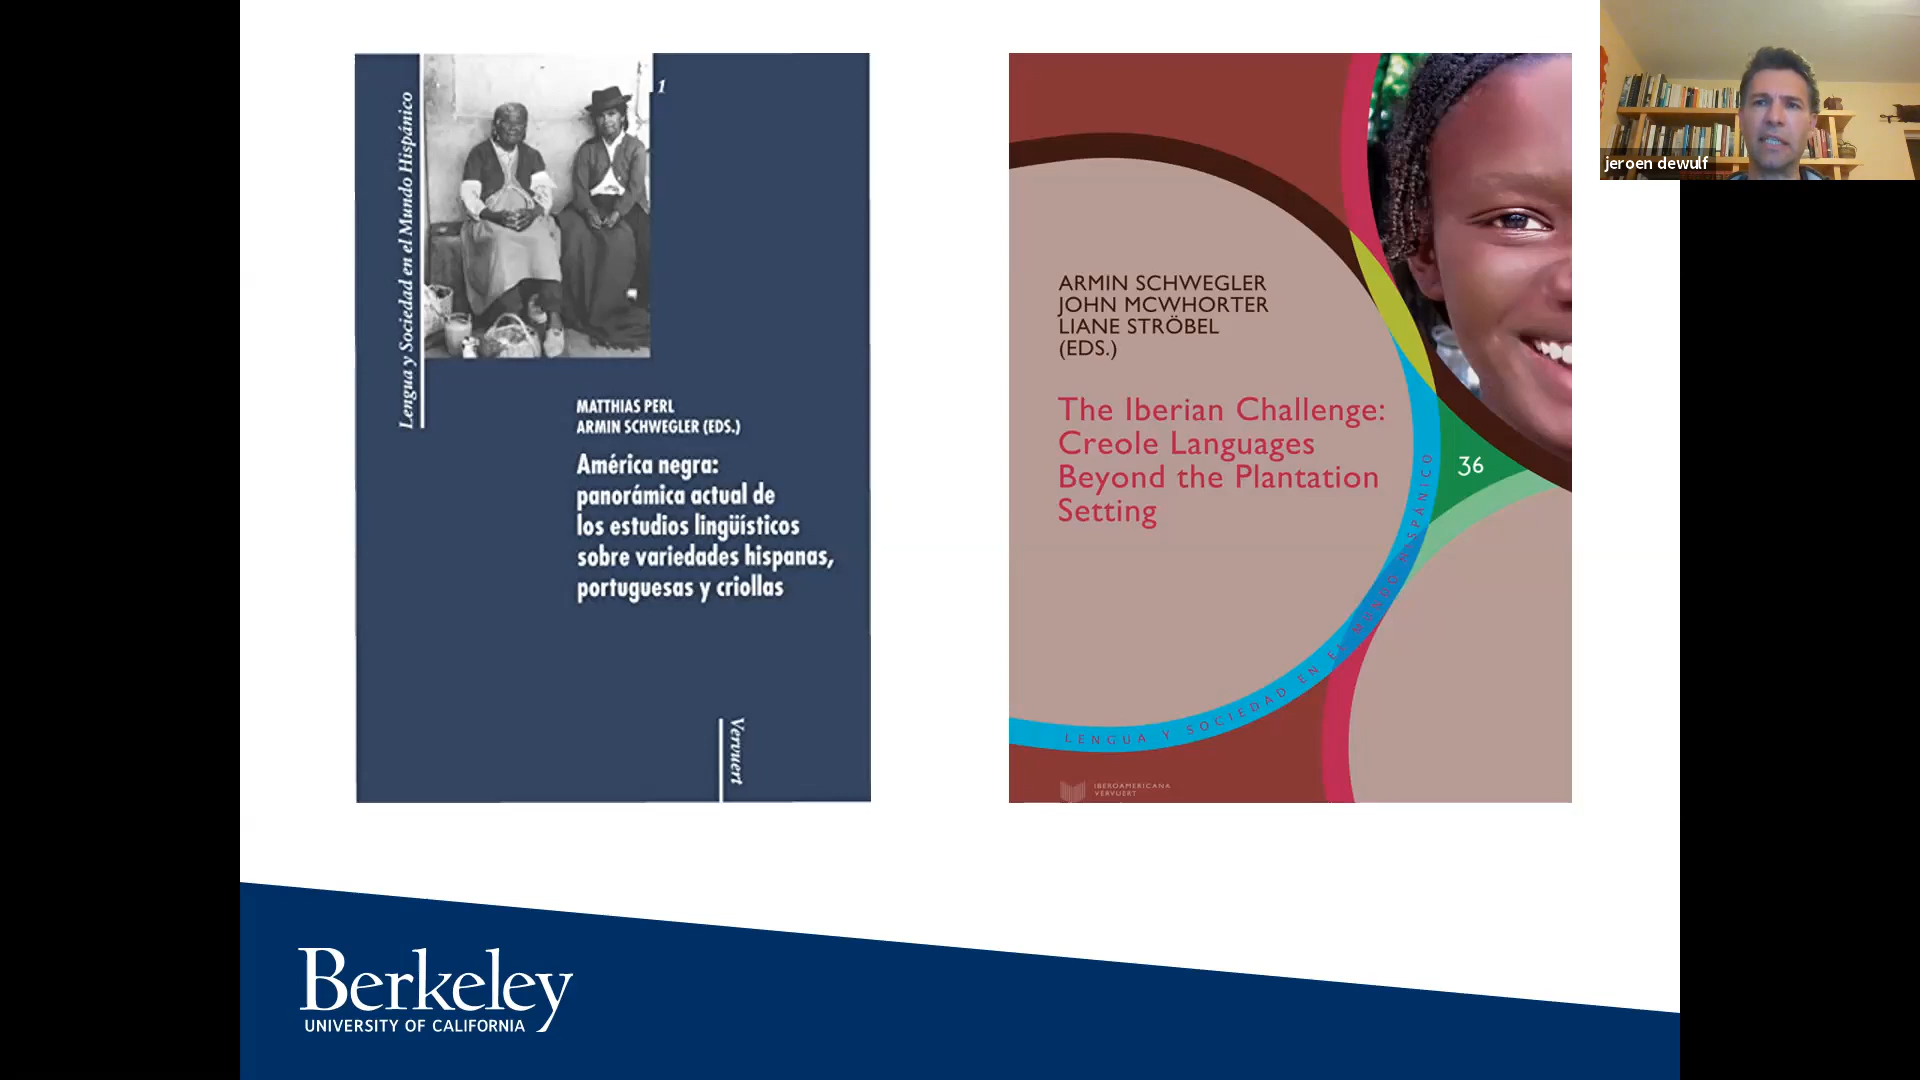 Lengua y Sociedad en el Mundo Hispánico
1
MATTHIAS PERL
ARMIN SCHWEGLER (EDS.)
América negra:
panorámica actual de
los estudios lingüísticos
sobre variedades hispanas,
portuguesas y criollas
Vervuert
ARMIN SCHWEGLER
JOHN MCWHORTER
LIANE STRÖBEL
(EDS.)
The Iberian Challenge:
Creole Languages
Beyond the Plantation
Setting
36
LENGUA Y SOCIEDAD EN EL MUNDO HISPÁNICO
IBEROAMERICANA
VERVUERT
jeroen dewulf
Berkeley
UNIVERSITY OF CALIFORNIA